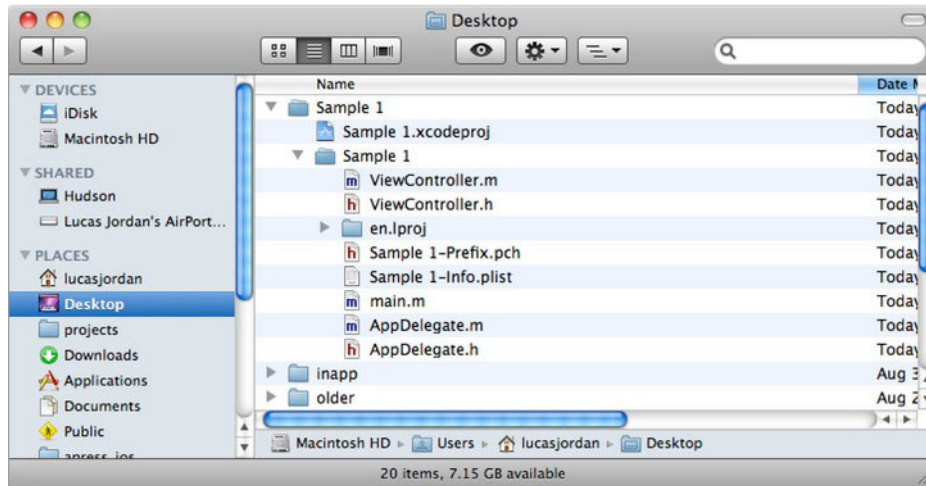 Desktop
DEVICES
iDisk
Macintosh HD
SHARED
Hudson
Lucas Jordan's AirPort...
PLACES
lucasjordan
Desktop
projects
Downloads
Applications
Documents
Public
Name Date
Sample 1 Today
Sample 1.xcodeproj Today
Sample 1 Today
ViewController.m Today
ViewController.h Today
en.lproj Today
Sample 1-Prefix.pch Today
Sample 1-Info.plist Today
main.m Today
AppDelegate.m Today
AppDelegate.h Today
inapp Aug
older Aug
Macintosh HD Users lucasjordan Desktop
20 items, 7.15 GB available